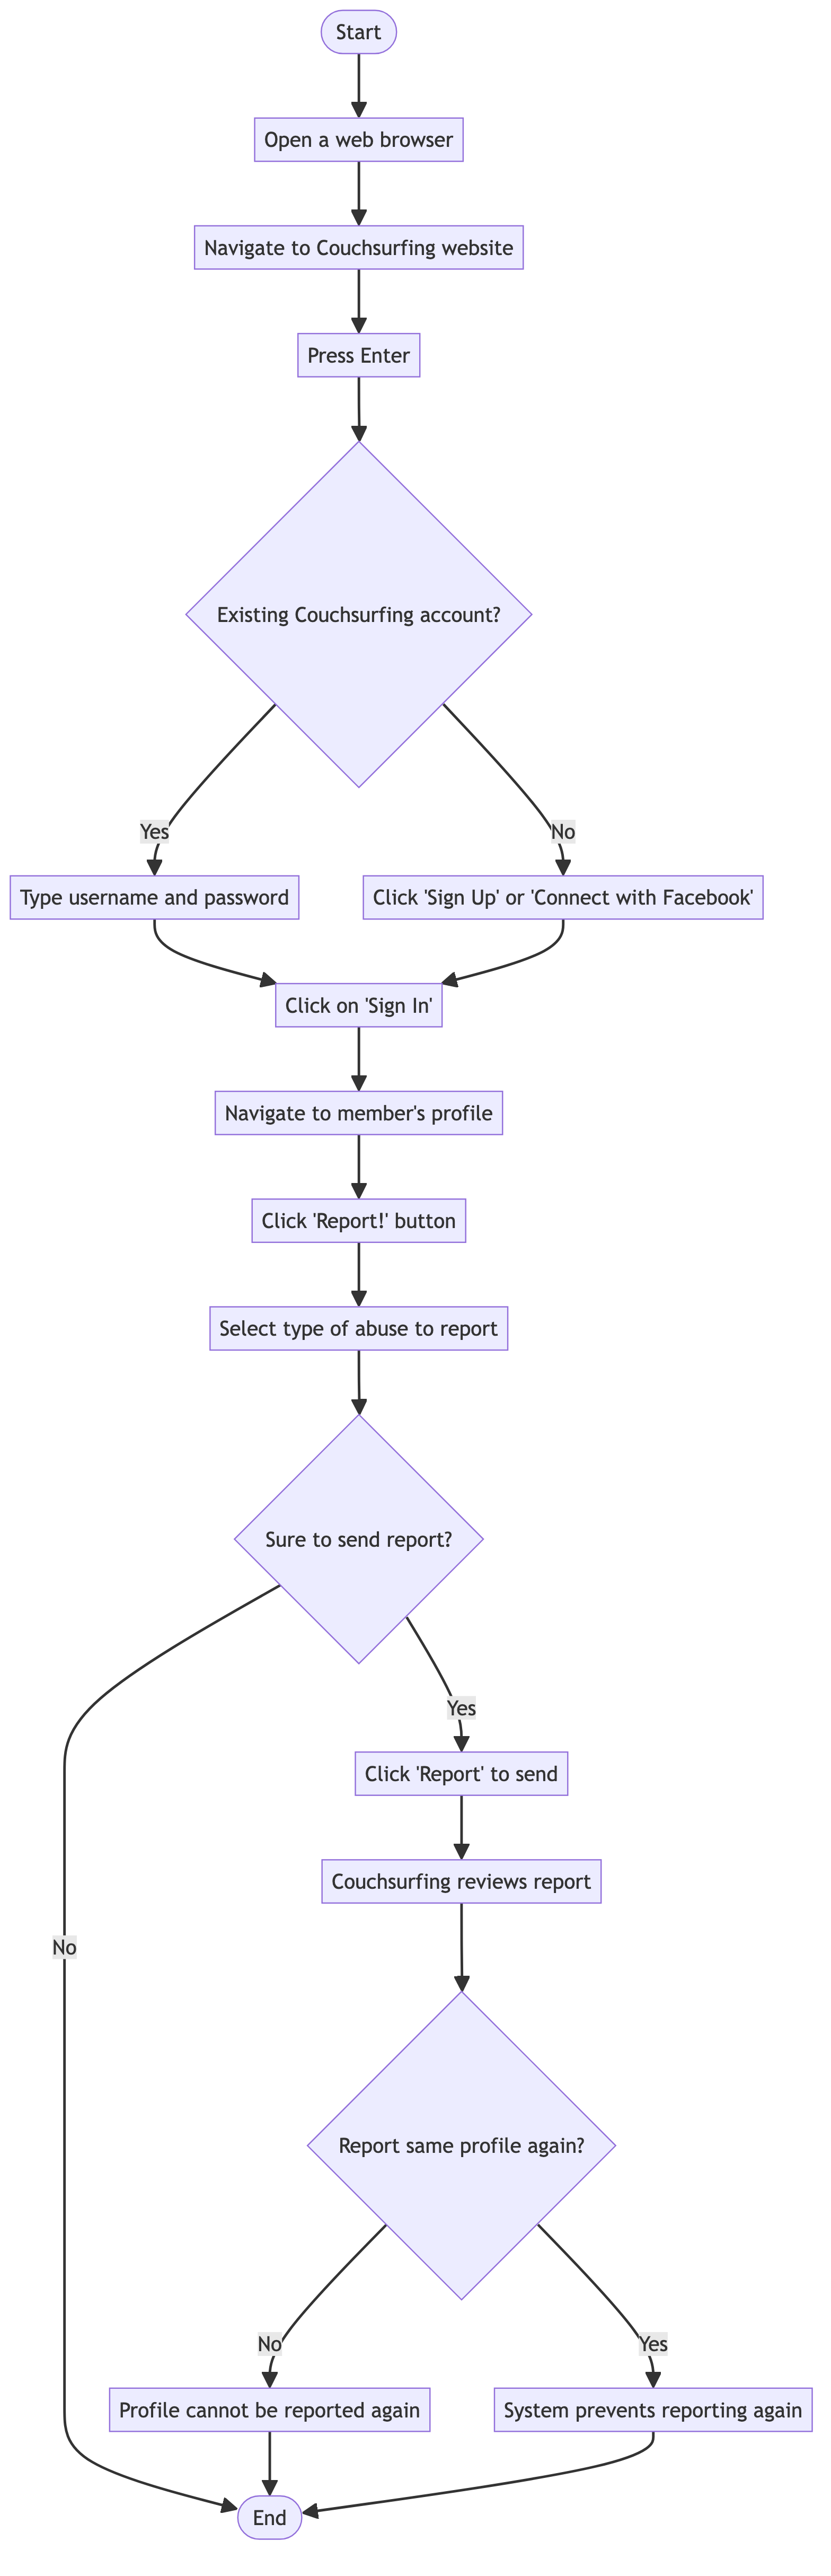 Start
Open a web browser
Navigate to Couchsurfing website
Press Enter
Existing Couchsurfing account?
Yes
No
Type username and password
Click 'Sign Up' or 'Connect with Facebook'
Click on 'Sign In'
Navigate to member's profile
Click 'Report!' button
Select type of abuse to report
Sure to send report?
Yes
Click 'Report' to send
Couchsurfing reviews report
No
Report same profile again?
No
Yes
Profile cannot be reported again
System prevents reporting again
End